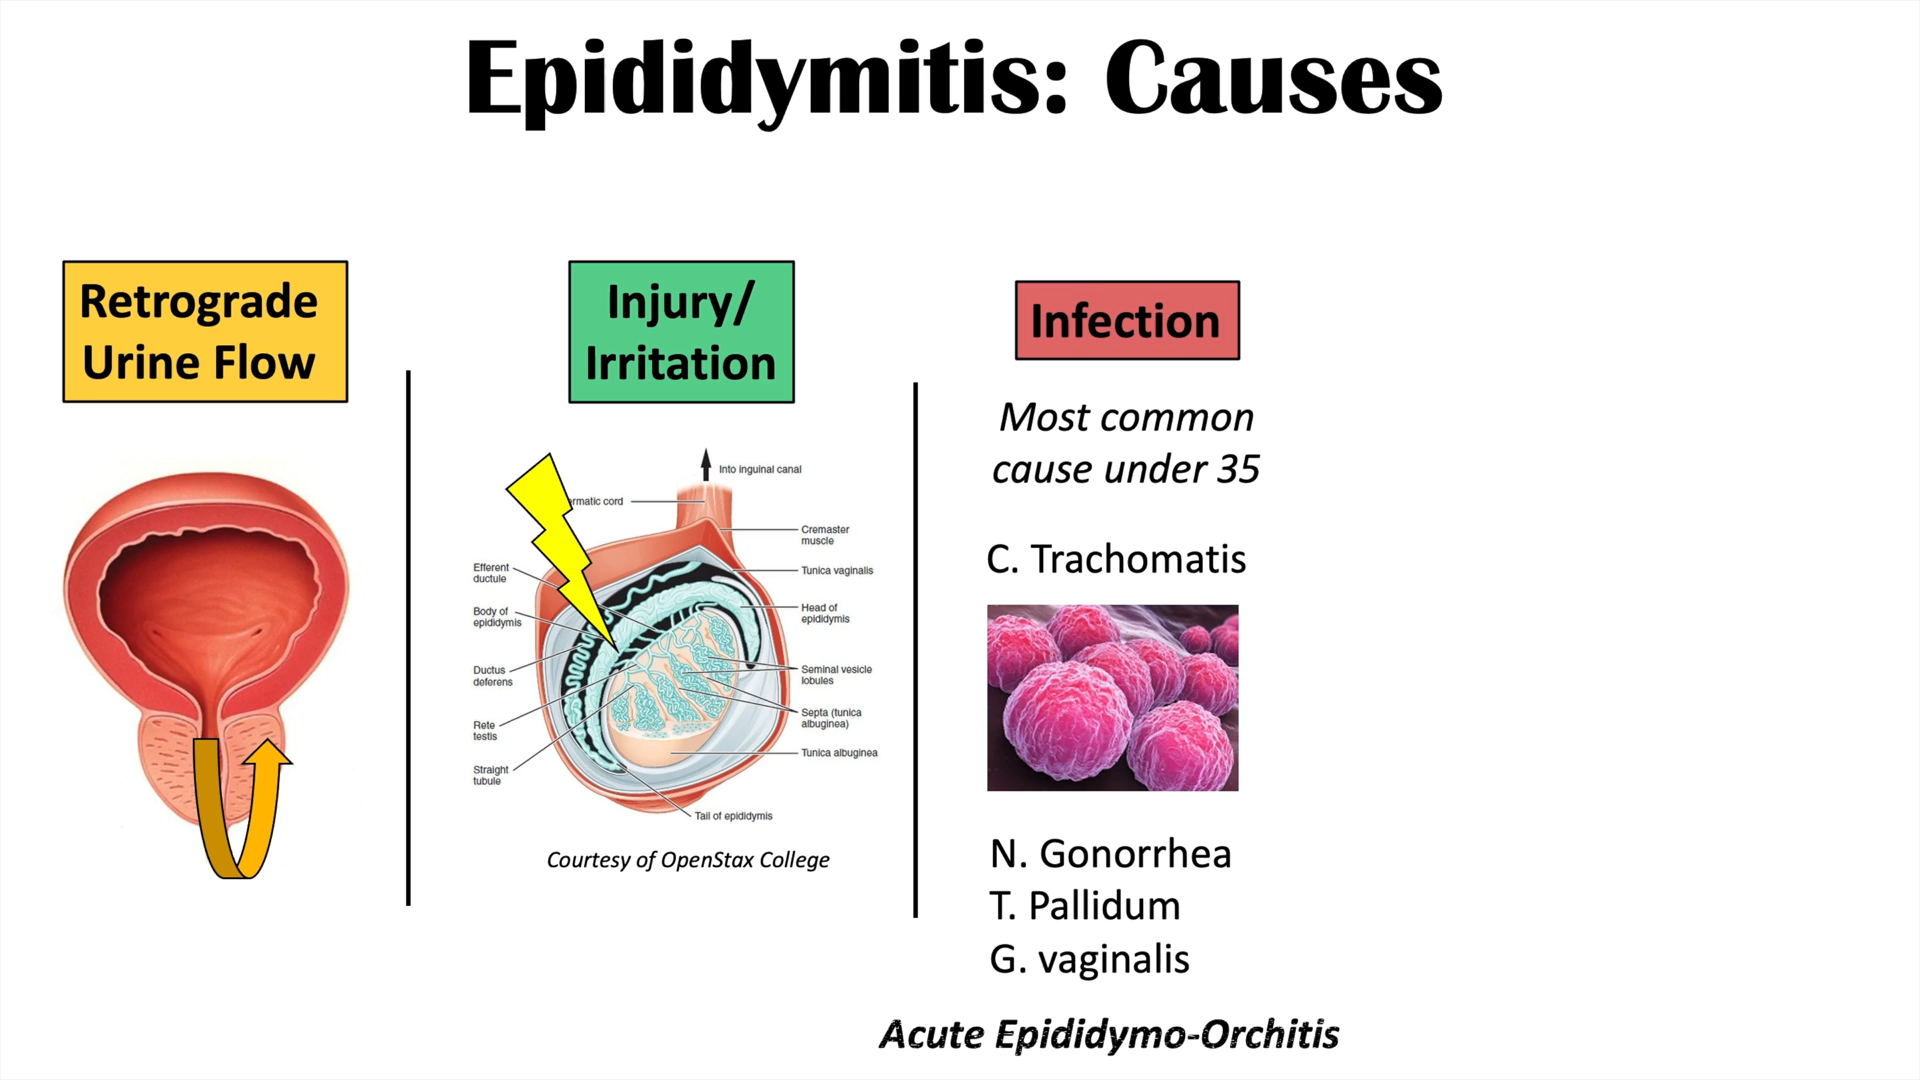 Epididymitis: Causes
Retrograde
Urine Flow
Injury/
Irritation
Into inguinal canal
rmatic cord
Cremaster
muscle
Tunica vaginalis
Efferent
ductule
Body of
epididymis
Head of
epididymis
Ductus
deferens
Seminal vesicle
lobules
Rete
testis
Septa (tunica
albuginea)
Straight
tubule
Tunica albuginea
Tail of epididymis
Courtesy of OpenStax College
Infection
Most common
cause under 35
C. Trachomatis
N. Gonorrhea
T. Pallidum
G. vaginalis
Acute Epididymo-Orchitis